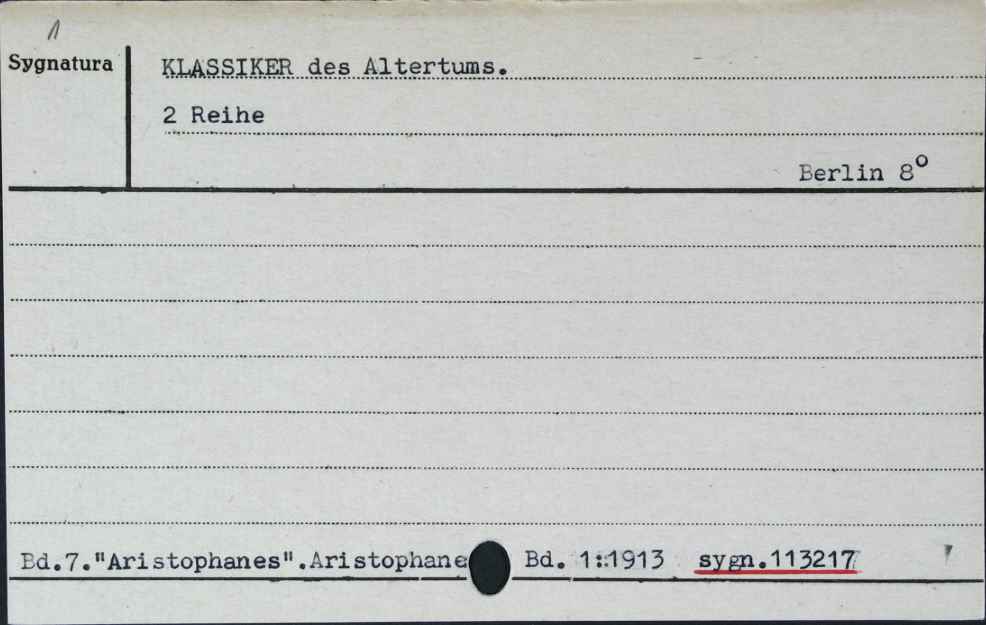 1
Sygnatura
KLASSIKER des Altertums.
2 Reihe
Berlin 8°
Bd.7."Aristophanes".Aristophane Bd. 1:1913 sygn.113217